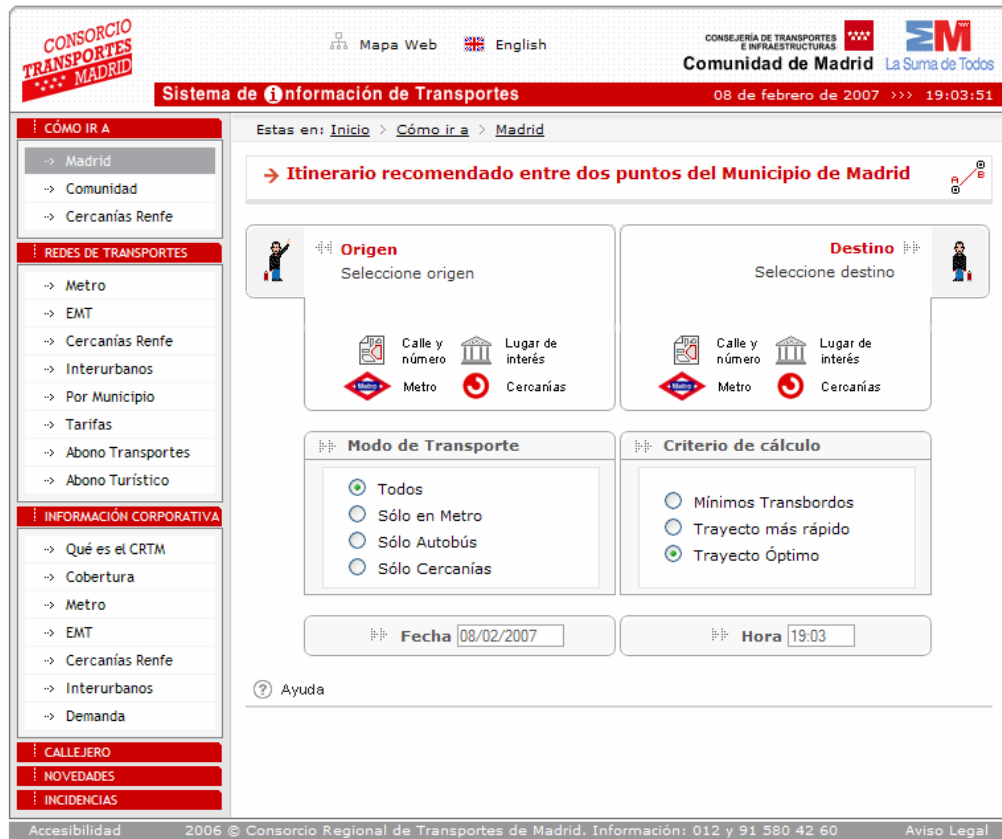 CONSORCIO
TRANSPORTES
MADRID
Mapa Web English
CONSEJERÍA DE TRANSPORTES
E INFRAESTRUCTURAS
Comunidad de Madrid
EM
La Suma de Todos
Sistema de información de Transportes
08 de febrero de 2007 >>> 19:03:51
CÓMO IR A
Madrid
Comunidad
Cercanías Renfe
REDES DE TRANSPORTES
Metro
EMT
Cercanías Renfe
Interurbanos
Por Municipio
Tarifas
Abono Transportes
Abono Turístico
INFORMACIÓN CORPORATIVA
Qué es el CRTM
Cobertura
Metro
EMT
Cercanías Renfe
Interurbanos
Demanda
CALLEJERO
NOVEDADES
INCIDENCIAS
Estas en: Inicio > Cómo ir a > Madrid
Itinerario recomendado entre dos puntos del Municipio de Madrid
A B
Origen
Seleccione origen
Calle y
número
Lugar de
interés
Metro
Metro
Cercanías
Destino
Seleccione destino
Calle y
número
Lugar de
interés
Metro
Metro
Cercanías
Modo de Transporte
Todos
Sólo en Metro
Sólo Autobús
Sólo Cercanías
Criterio de cálculo
Mínimos Transbordos
Trayecto más rápido
Trayecto Óptimo
Fecha 08/02/2007
Hora 19:03
? Ayuda
Accesibilidad 2006 © Consorcio Regional de Transportes de Madrid. Información: 012 y 91 580 42 60 Aviso Legal